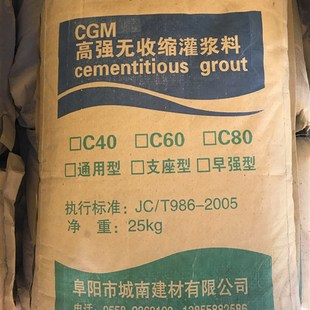 CGM
高强无收缩灌浆料
cementitious grout
□C40 □C60 □C80
□通用型 □支座型 □早强型
执行标准：JC/T986-2005
净 重：25kg
阜阳市城南建材有限公司
电话：